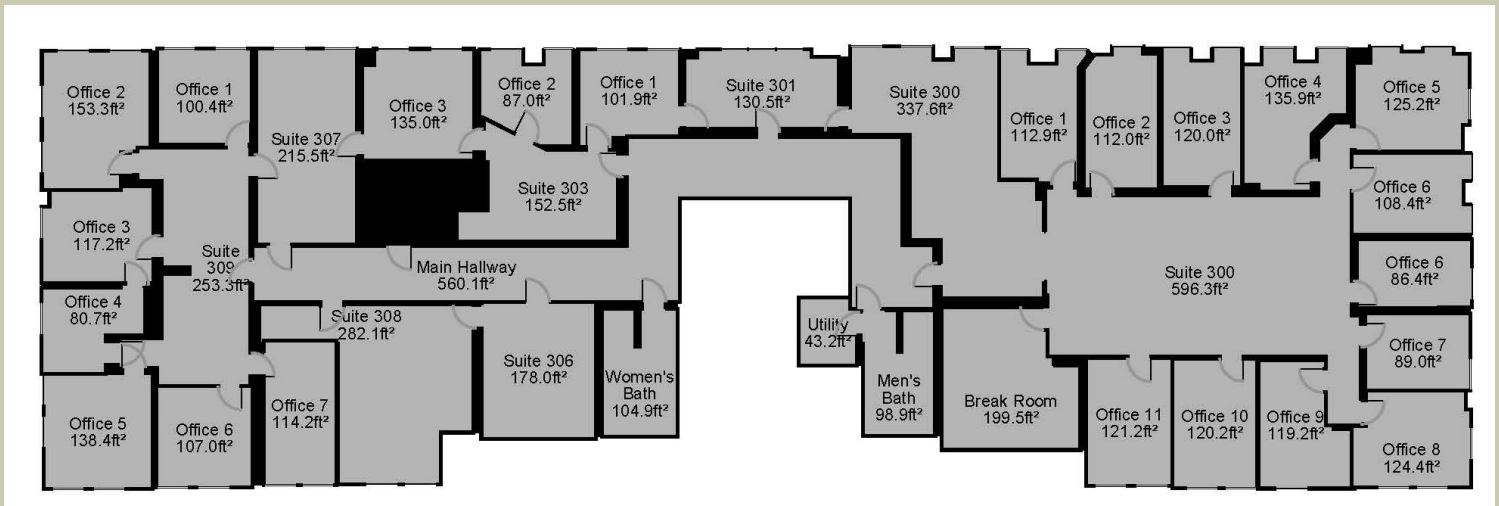 Office 2
153.3ft²
Office 1
100.4ft²
Suite 307
215.5ft²
Office 3
135.0ft²
Office 2
87.0ft²
Office 1
101.9ft²
Suite 301
130.5ft²
Suite 300
337.6ft²
Office 1
112.9ft²
Office 2
112.0ft²
Office 3
120.0ft²
Office 4
135.9ft²
Office 5
125.2ft²
Suite 303
152.5ft²
Office 6
108.4ft²
Office 3
117.2ft²
Suite
309
253.3ft²
Main Hallway
560.1ft²
Suite 300
596.3ft²
Office 6
86.4ft²
Office 4
80.7ft²
Suite 308
282.1ft²
Utility
43.2ft²
Office 7
89.0ft²
Suite 306
178.0ft²
Women's
Bath
104.9ft²
Men's
Bath
98.9ft²
Break Room
199.5ft²
Office 5
138.4ft²
Office 6
107.0ft²
Office 7
114.2ft²
Office 11
121.2ft²
Office 10
120.2ft²
Office 9
119.2ft²
Office 8
124.4ft²